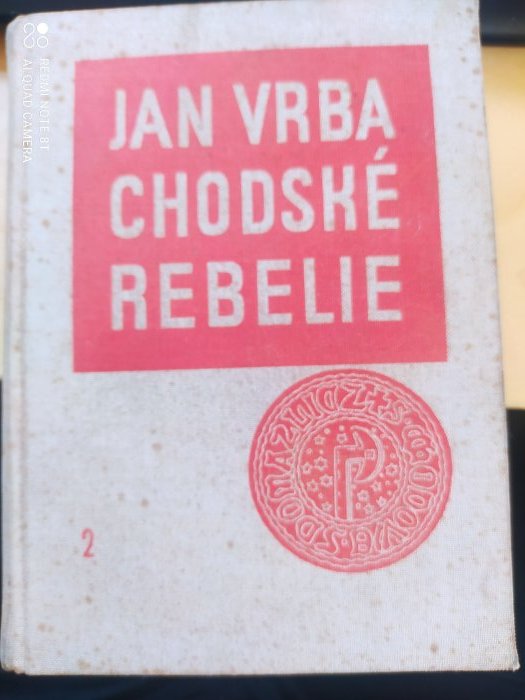 JAN VRBA
CHODSKÉ
REBELIE
2
REDMI NOTE 8T
AI QUAD CAMERA